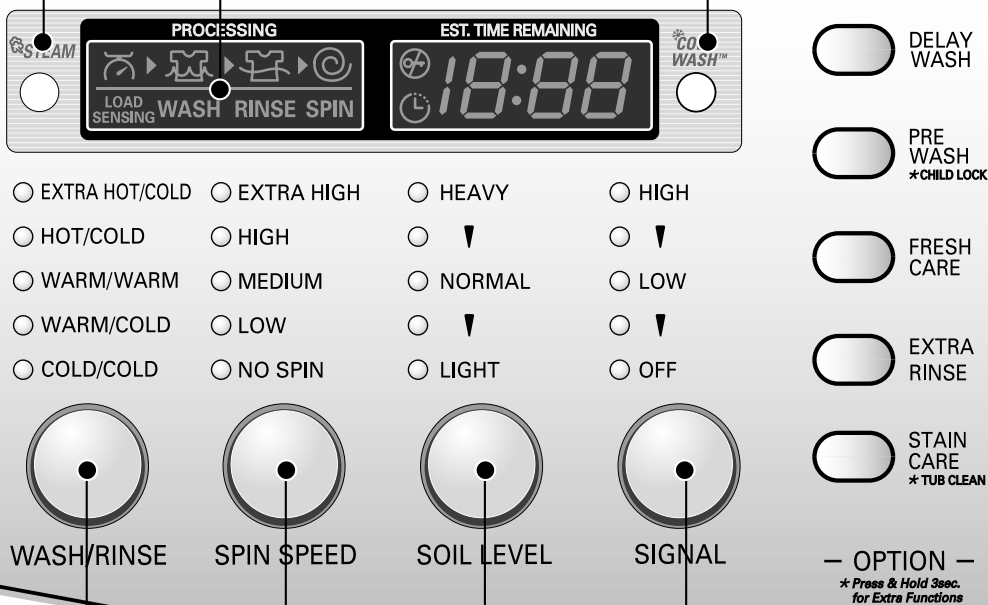 STEAM
PROCESSING
LOAD
SENSING
WASH RINSE SPIN
EST. TIME REMAINING
18:88
WASH™
EXTRA HOT/COLD
HOT/COLD
WARM/WARM
WARM/COLD
COLD/COLD
WASH/RINSE
EXTRA HIGH
HIGH
MEDIUM
LOW
NO SPIN
SPIN SPEED
HEAVY
NORMAL
LIGHT
SOIL LEVEL
HIGH
LOW
OFF
SIGNAL
DELAY
WASH
PRE
WASH
*CHILD LOCK
FRESH
CARE
EXTRA
RINSE
STAIN
CARE
*TUB CLEAN
– OPTION –
* Press & Hold 3sec.
for Extra Functions